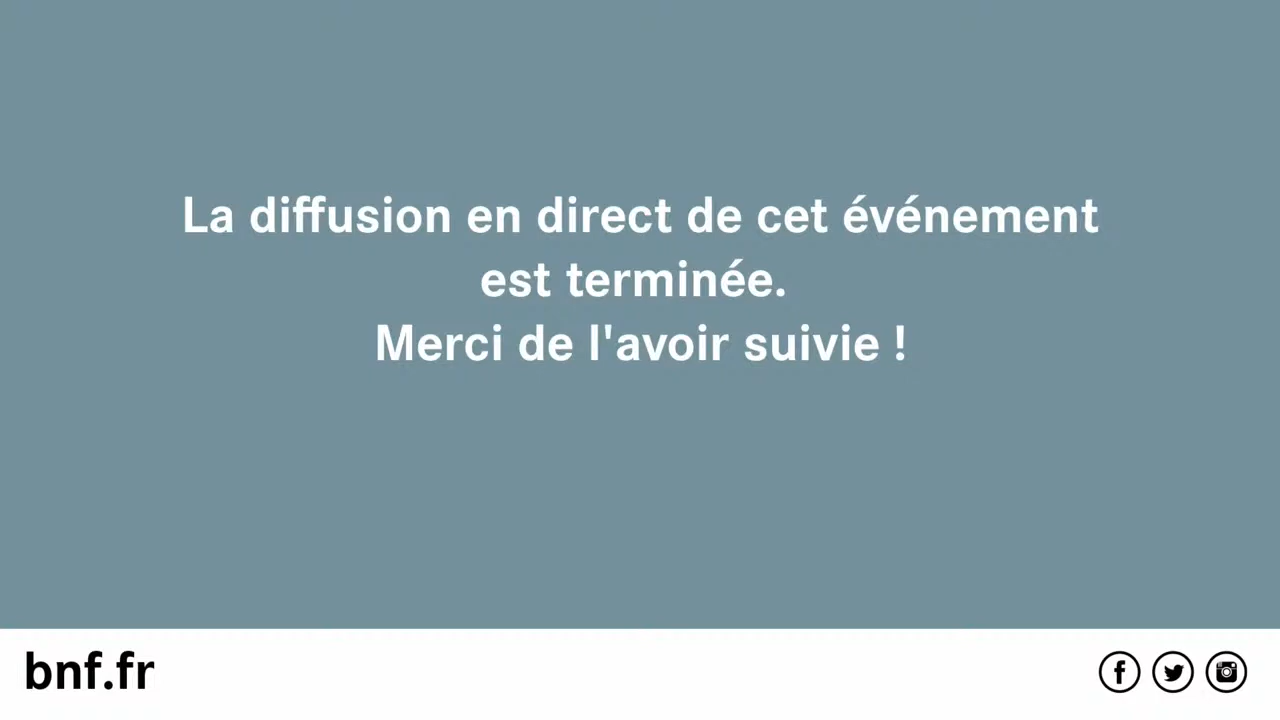 La diffusion en direct de cet événement
est terminée.
Merci de l'avoir suivie !
bnf.fr